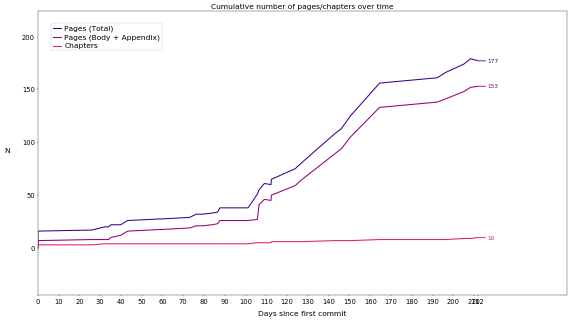 Cumulative number of pages/chapters over time
Pages (Total)
Pages (Body + Appendix)
Chapters
200
150
100
50
0
N
177
153
10
0 10 20 30 40 50 60 70 80 90 100 110 120 130 140 150 160 170 180 190 200 210 212
Days since first commit